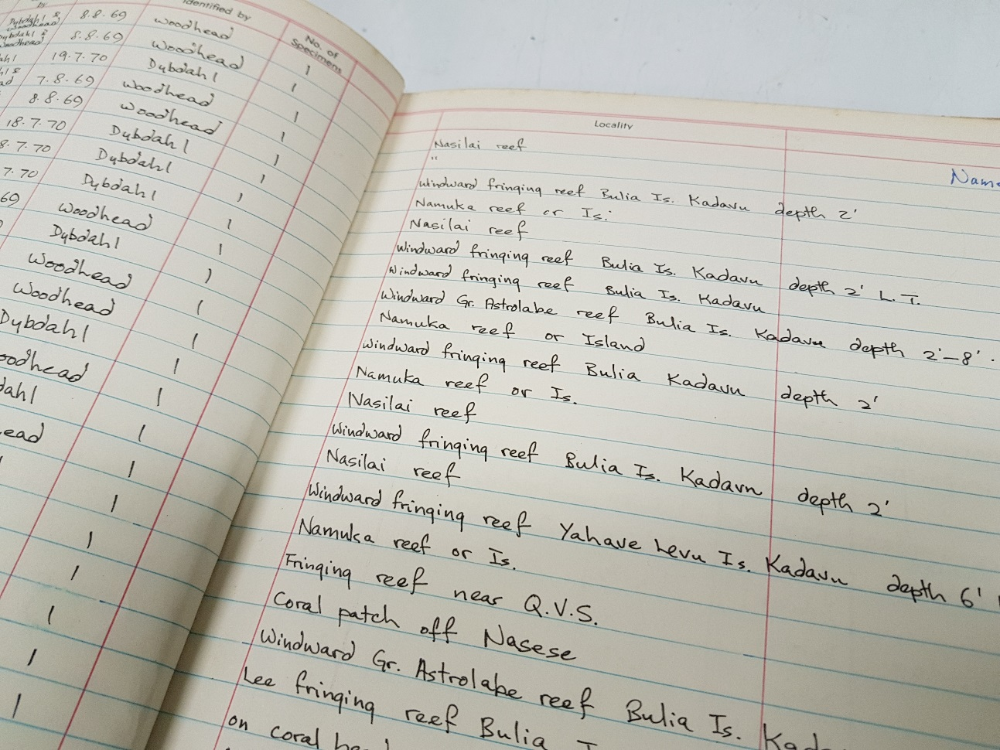 Identified by
No. of Specimens
Dybdahl & Woodhead 8.8.69 Woodhead 1
Dybdahl & Woodhead 8.8.69 Woodhead 1
ahl 19.7.70 Dybdahl 1
7.8.69 Woodhead 1
8.8.69 Woodhead 1
18.7.70 Dybdahl 1
8.7.70 Dybdahl 1
7.70 Dybdahl 1
69 Woodhead 1
Dybdahl 1
Woodhead 1
Woodhead 1
Dybdahl 1
oodhead 1
dahl 1
ead 1
1
1
1
1
1
1
Locality
Name
Nasilai reef
"
Windward fringing reef Bulia Is. Kadavu depth 2'
Namuka reef or Is.
Nasilai reef
Windward fringing reef Bulia Is. Kadavu depth 2' L.T.
Windward fringing reef Bulia Is. Kadavu
Windward Gr. Astrolabe reef Bulia Is. Kadavu depth 2'-8'.
Namuka reef or Island
Windward fringing reef Bulia Kadavu depth 2'
Namuka reef or Is.
Nasilai reef
Windward fringing reef Bulia Is. Kadavu depth 2'
Nasilai reef
Windward fringing reef Yahave Levu Is. Kadavu depth 6'
Namuka reef or Is.
Fringing reef near Q.V.S.
Coral patch off Nasese
Windward Gr. Astrolabe reef Bulia Is. Kad
Lee fringing reef Bulia I
on coral